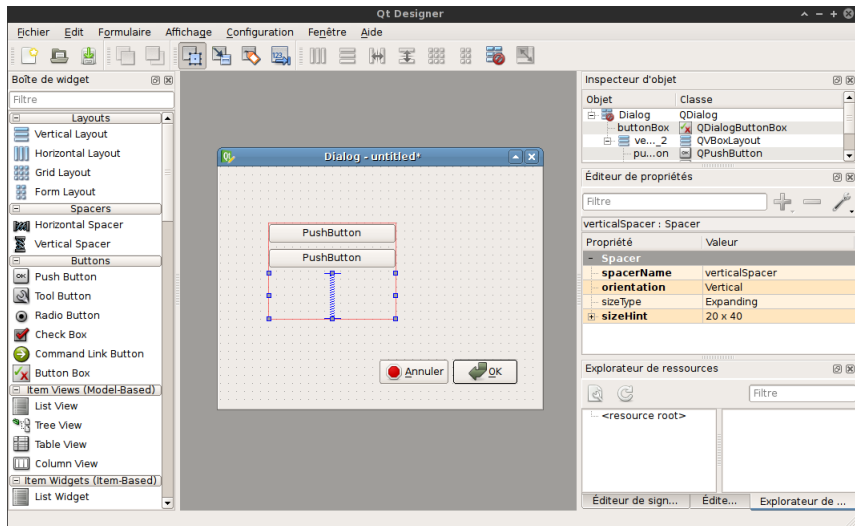 Qt Designer
Fichier Edit Formulaire Affichage Configuration Fenêtre Aide
123
Boîte de widget
Filtre
Layouts
Vertical Layout
Horizontal Layout
Grid Layout
Form Layout
Spacers
Horizontal Spacer
Vertical Spacer
Buttons
OK Push Button
Tool Button
Radio Button
Check Box
Command Link Button
Button Box
Item Views (Model-Based)
List View
Tree View
Table View
Column View
Item Widgets (Item-Based)
List Widget
Qt Dialog - untitled*
PushButton
PushButton
Annuler
OK
Inspecteur d'objet
Objet Classe
Dialog QDialog
buttonBox QDialogButtonBox
ve..._2 QVBoxLayout
pu...on QPushButton
Éditeur de propriétés
Filtre
verticalSpacer : Spacer
Propriété Valeur
Spacer
spacerName verticalSpacer
orientation Vertical
sizeType Expanding
sizeHint 20 x 40
Explorateur de ressources
Filtre
<resource root>
Éditeur de sign... Édite... Explorateur de ...